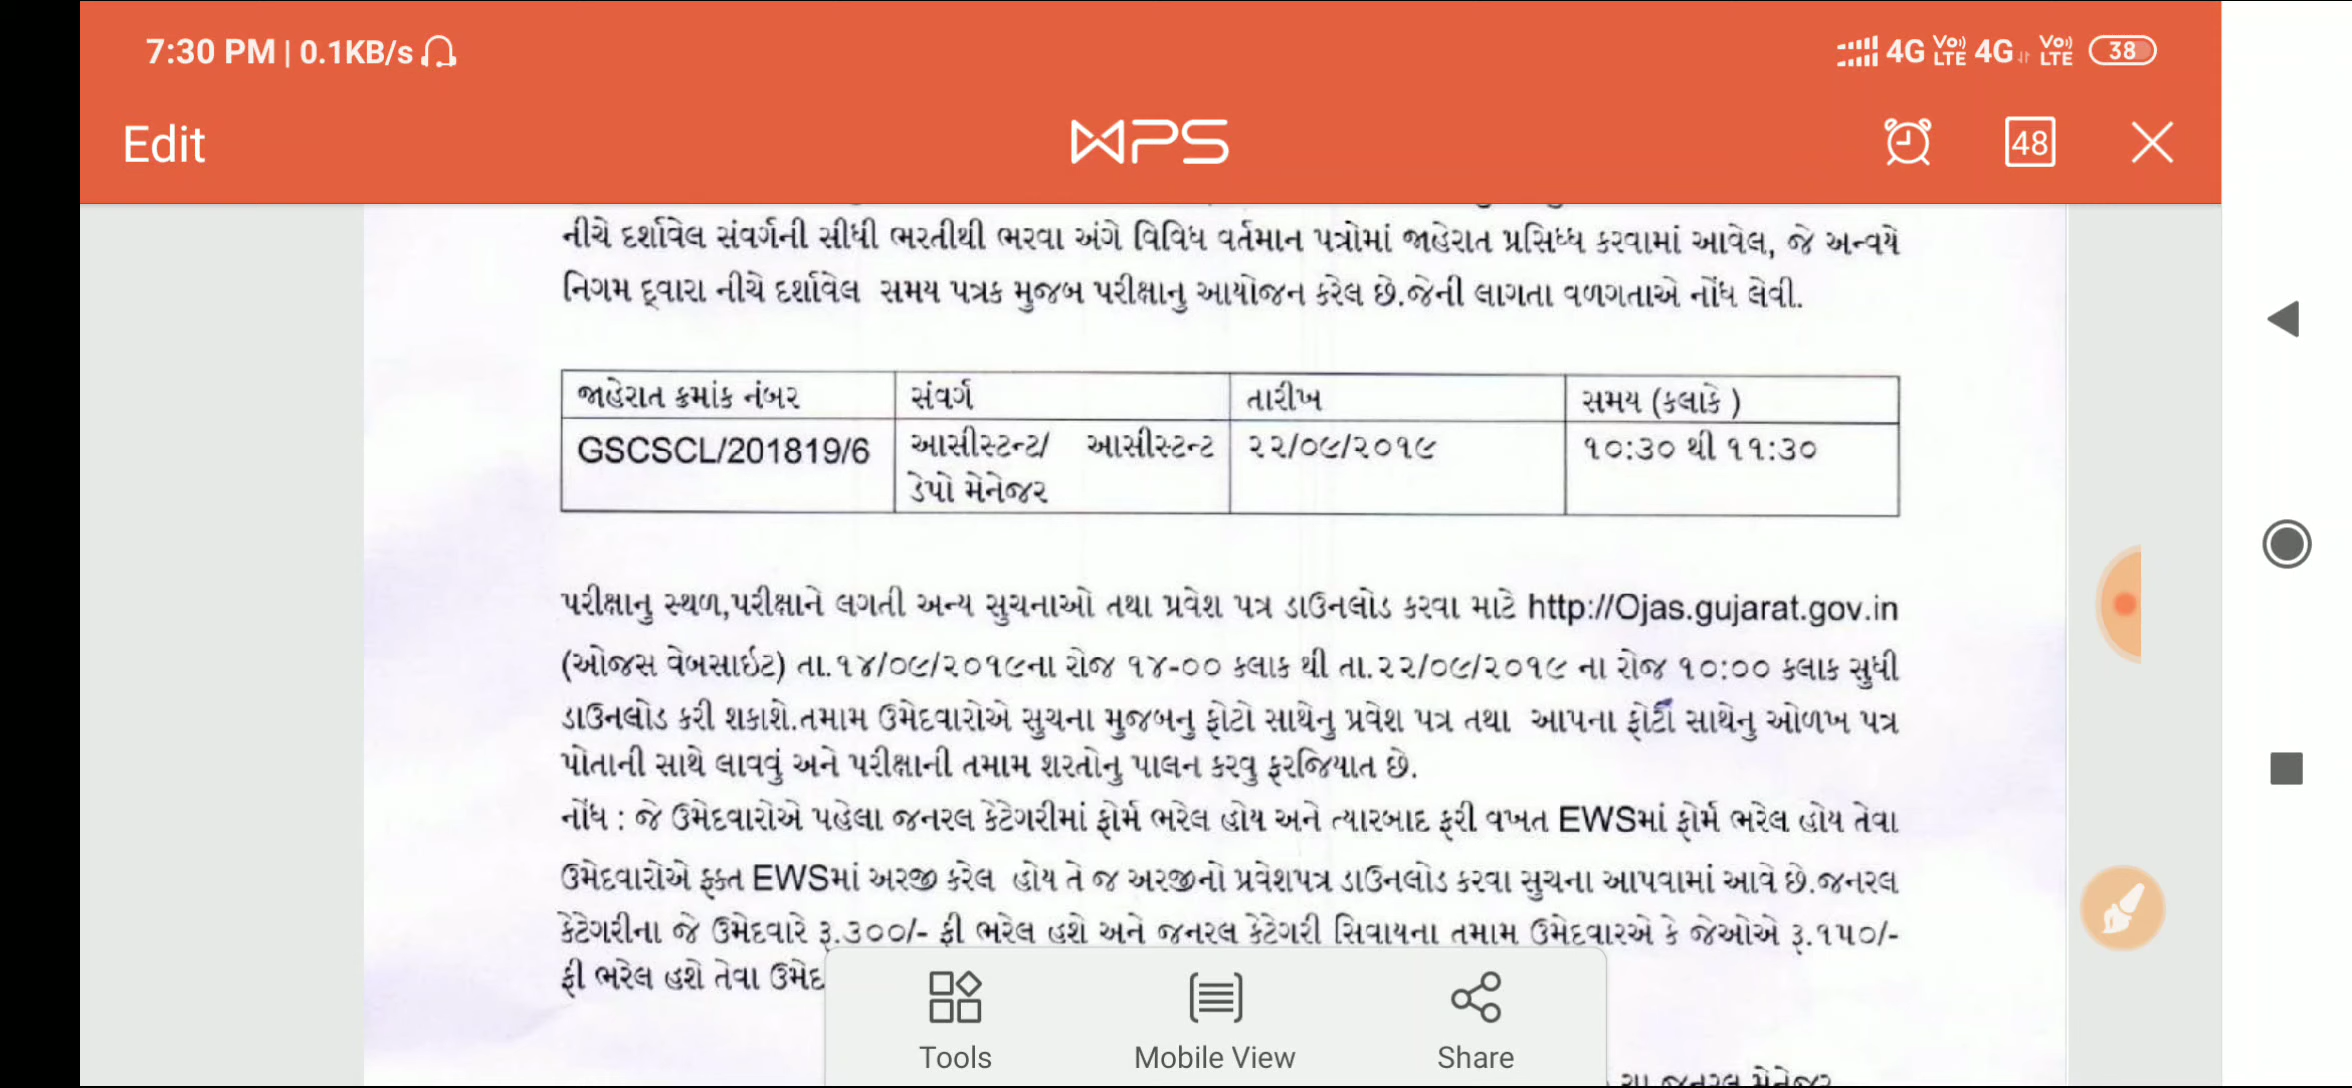 7:30 PM | 0.1KB/s 4G VoLTE 4G VoLTE 38
Edit WPS 48
નીચે દર્શાવેલ સંવર્ગની સીધી ભરતીથી ભરવા અંગે વિવિધ વર્તમાન પત્રોમાં જાહેરાત પ્રસિધ્ધ કરવામાં આવેલ, જે અન્વયે
નિગમ દ્વારા નીચે દર્શાવેલ સમય પત્રક મુજબ પરીક્ષાનુ આયોજન કરેલ છે.જેની લાગતા વળગતાએ નોંધ લેવી.
જાહેરાત ક્રમાંક નંબર સંવર્ગ તારીખ સમય (કલાકે )
GSCSCL/201819/6 આસીસ્ટન્ટ/ આસીસ્ટન્ટ ૨૨/૦૯/૨૦૧૯ ૧૦:૩૦ થી ૧૧:૩૦
ડેપો મેનેજર
પરીક્ષાનુ સ્થળ,પરીક્ષાને લગતી અન્ય સુચનાઓ તથા પ્રવેશ પત્ર ડાઉનલોડ કરવા માટે http://Ojas.gujarat.gov.in
(ઓજસ વેબસાઇટ) તા.૧૪/૦૯/૨૦૧૯ના રોજ ૧૪-૦૦ કલાક થી તા.૨૨/૦૯/૨૦૧૯ ના રોજ ૧૦:૦૦ કલાક સુધી
ડાઉનલોડ કરી શકાશે.તમામ ઉમેદવારોએ સુચના મુજબનુ ફોટો સાથેનુ પ્રવેશ પત્ર તથા આપના ફોટો સાથેનુ ઓળખ પત્ર
પોતાની સાથે લાવવું અને પરીક્ષાની તમામ શરતોનુ પાલન કરવુ ફરજિયાત છે.
નોંધ : જે ઉમેદવારોએ પહેલા જનરલ કેટેગરીમાં ફોર્મ ભરેલ હોય અને ત્યારબાદ ફરી વખત EWSમાં ફોર્મ ભરેલ હોય તેવા
ઉમેદવારોએ ફક્ત EWSમાં અરજી કરેલ હોય તે જ અરજીનો પ્રવેશપત્ર ડાઉનલોડ કરવા સુચના આપવામાં આવે છે.જનરલ
કેટેગરીના જે ઉમેદવારે રૂ.૩૦૦/- ફી ભરેલ હશે અને જનરલ કેટેગરી સિવાયના તમામ ઉમેદવારએ કે જેઓએ રૂ.૧૫૦/-
ફી ભરેલ હશે તેવા ઉમેદ
Tools Mobile View Share
જનરલ મેનેજર